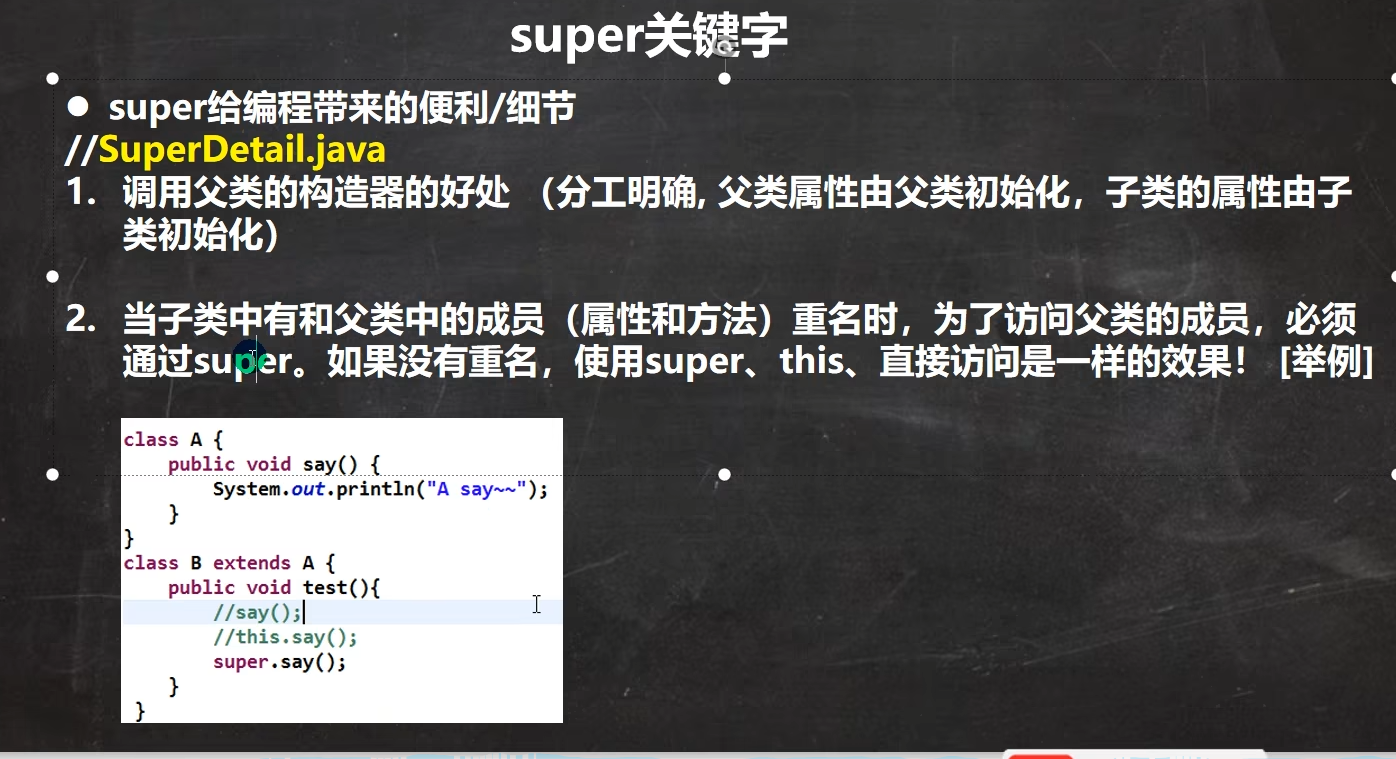 super关键字
● super给编程带来的便利/细节
//SuperDetail.java
1. 调用父类的构造器的好处 （分工明确, 父类属性由父类初始化，子类的属性由子
类初始化）
2. 当子类中有和父类中的成员（属性和方法）重名时，为了访问父类的成员，必须
通过super。如果没有重名，使用super、this、直接访问是一样的效果！ [举例]
class A {
    public void say() {
        System.out.println("A say~~");
    }
}
class B extends A {
    public void test(){
        //say();
        //this.say();
        super.say();
    }
}